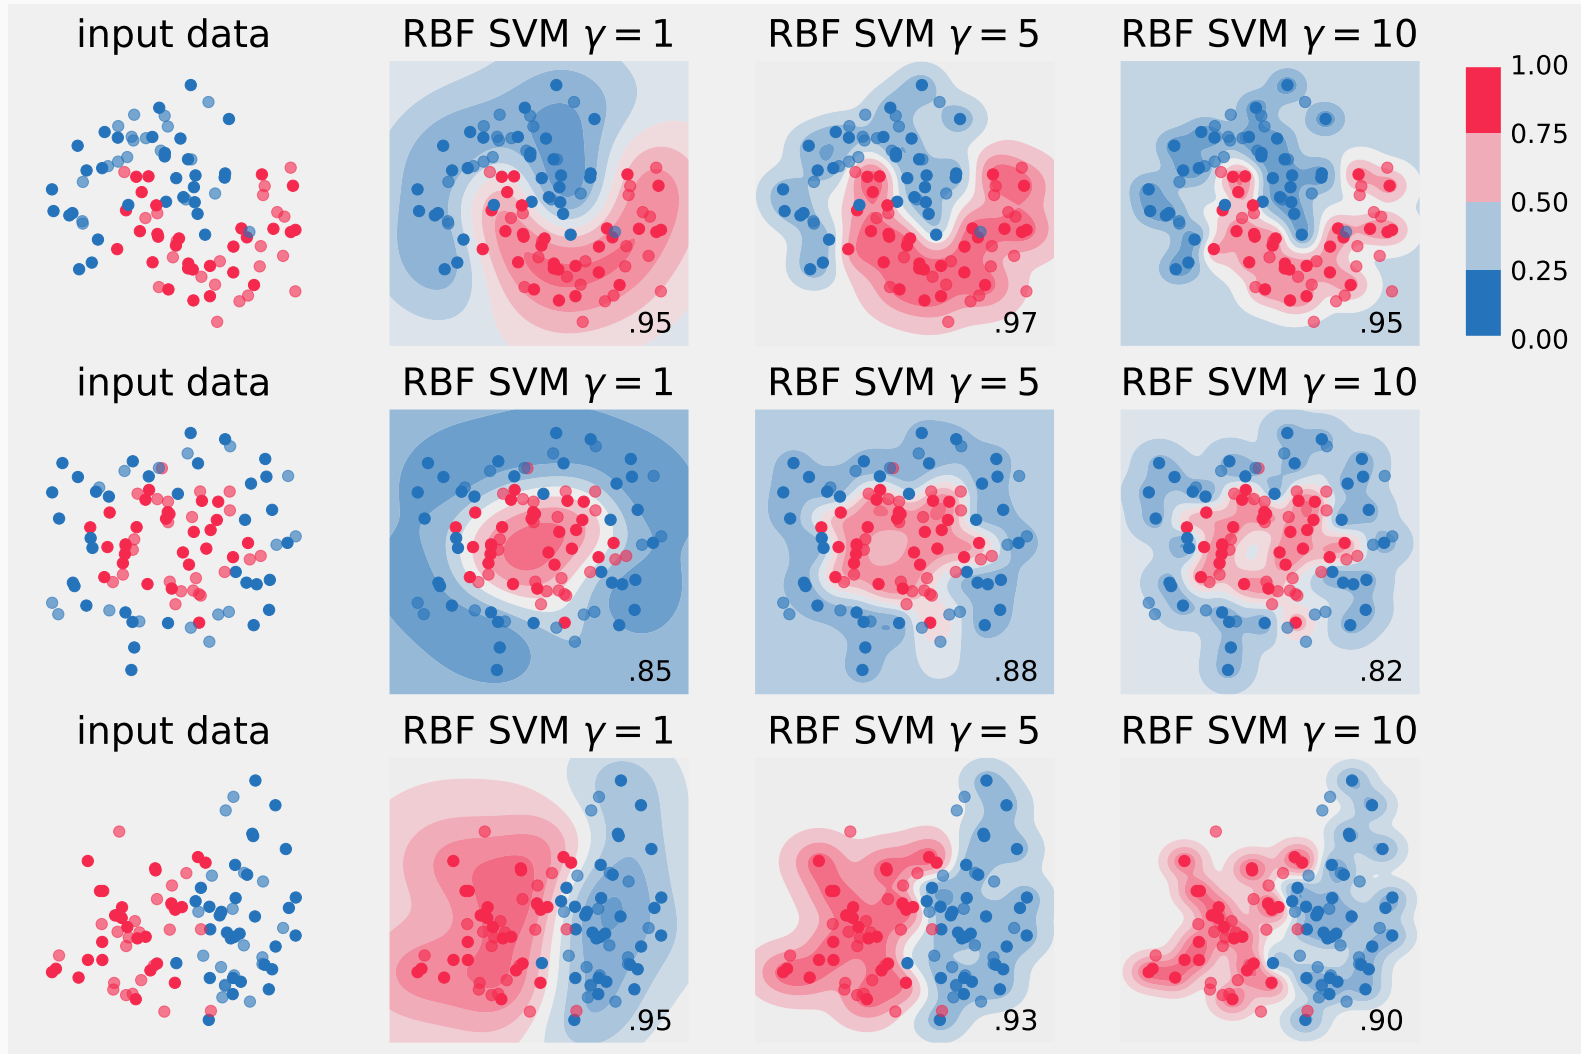 input data
RBF SVM γ = 1
RBF SVM γ = 5
RBF SVM γ = 10
1.00
0.75
0.50
0.25
0.00
.95
.97
.95
input data
RBF SVM γ = 1
RBF SVM γ = 5
RBF SVM γ = 10
.85
.88
.82
input data
RBF SVM γ = 1
RBF SVM γ = 5
RBF SVM γ = 10
.95
.93
.90